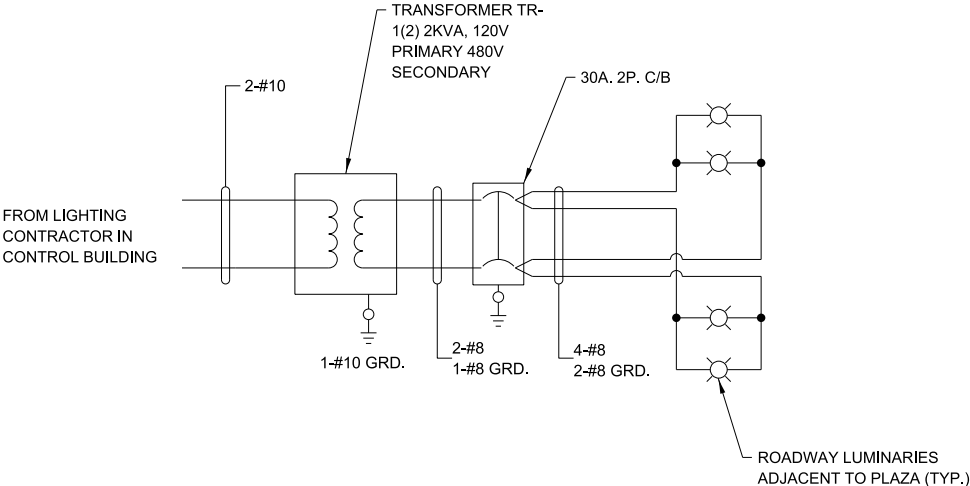 TRANSFORMER TR-
1(2) 2KVA, 120V
PRIMARY 480V
SECONDARY
30A. 2P. C/B
2-#10
FROM LIGHTING
CONTRACTOR IN
CONTROL BUILDING
1-#10 GRD.
2-#8
1-#8 GRD.
4-#8
2-#8 GRD.
ROADWAY LUMINARIES
ADJACENT TO PLAZA (TYP.)